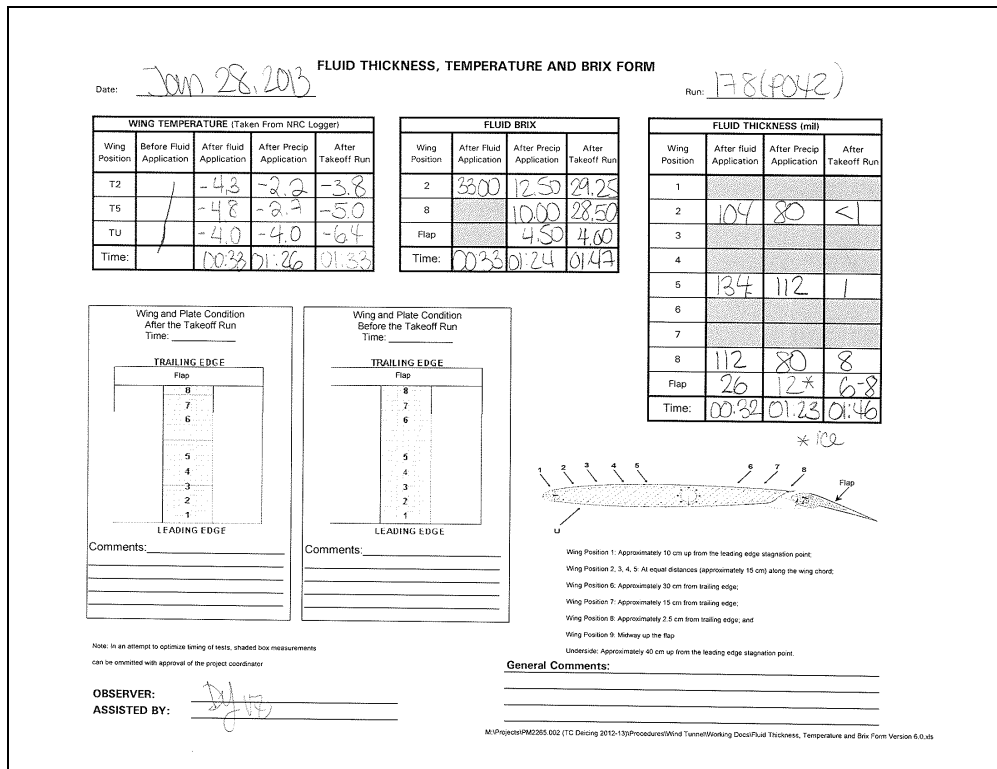 FLUID THICKNESS, TEMPERATURE AND BRIX FORM
Date: Jan 28, 2013
Run: 178 (P042)
WING TEMPERATURE (Taken From NRC Logger)
Wing Position Before Fluid Application After fluid Application After Precip Application After Takeoff Run
T2 -4.3 -2.2 -3.8
T5 -4.8 -2.7 -5.0
TU -4.0 -4.0 -6.4
Time: 00:33 01:26 01:33
FLUID BRIX
Wing Position After Fluid Application After Precip Application After Takeoff Run
2 33.00 12.50 29.25
8 10.00 28.50
Flap 4.50 4.00
Time: 00:33 01:24 01:47
FLUID THICKNESS (mil)
Wing Position After fluid Application After Precip Application After Takeoff Run
1
2 104 80 <1
3
4
5 134 112 1
6
7
8 112 80 8
Flap 26 12* 6-8
Time: 00:32 01:23 01:46
* ice
Wing and Plate Condition
After the Takeoff Run
Time:
TRAILING EDGE
Flap
8
7
6
5
4
3
2
1
LEADING EDGE
Comments:
Wing and Plate Condition
Before the Takeoff Run
Time:
TRAILING EDGE
Flap
8
7
6
5
4
3
2
1
LEADING EDGE
Comments:
1 2 3 4 5 6 7 8
Flap
U
Wing Position 1: Approximately 10 cm up from the leading edge stagnation point;
Wing Position 2, 3, 4, 5: At equal distances (approximately 15 cm) along the wing chord;
Wing Position 6: Approximately 30 cm from trailing edge;
Wing Position 7: Approximately 15 cm from trailing edge;
Wing Position 8: Approximately 2.5 cm from trailing edge; and
Wing Position 9: Midway up the flap
Underside: Approximately 40 cm up from the leading edge stagnation point.
Note: In an attempt to optimize timing of tests, shaded box measurements
can be ommitted with approval of the project coordinator
General Comments:
OBSERVER:
ASSISTED BY:
M:\Projects\PM2265.002 (TC Deicing 2012-13)\Procedures\Wind Tunnel\Working Docs\Fluid Thickness, Temperature and Brix Form Version 6.0.xls